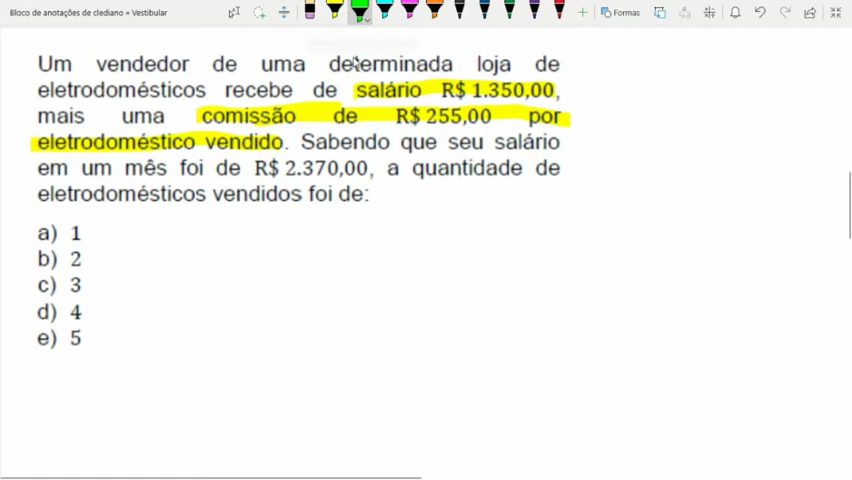 Bloco de anotações de clediano » Vestibular
Formas
Um vendedor de uma determinada loja de
eletrodomésticos recebe de salário R$ 1.350,00,
mais uma comissão de R$ 255,00 por
eletrodoméstico vendido. Sabendo que seu salário
em um mês foi de R$ 2.370,00, a quantidade de
eletrodomésticos vendidos foi de:
a) 1
b) 2
c) 3
d) 4
e) 5